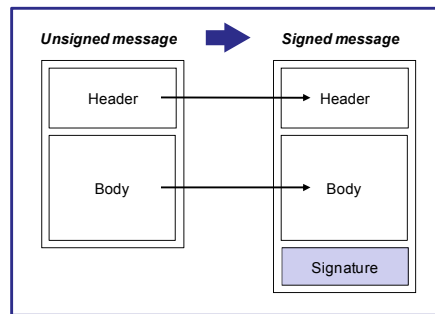 Unsigned message
Signed message
Header
Header
Body
Body
Signature